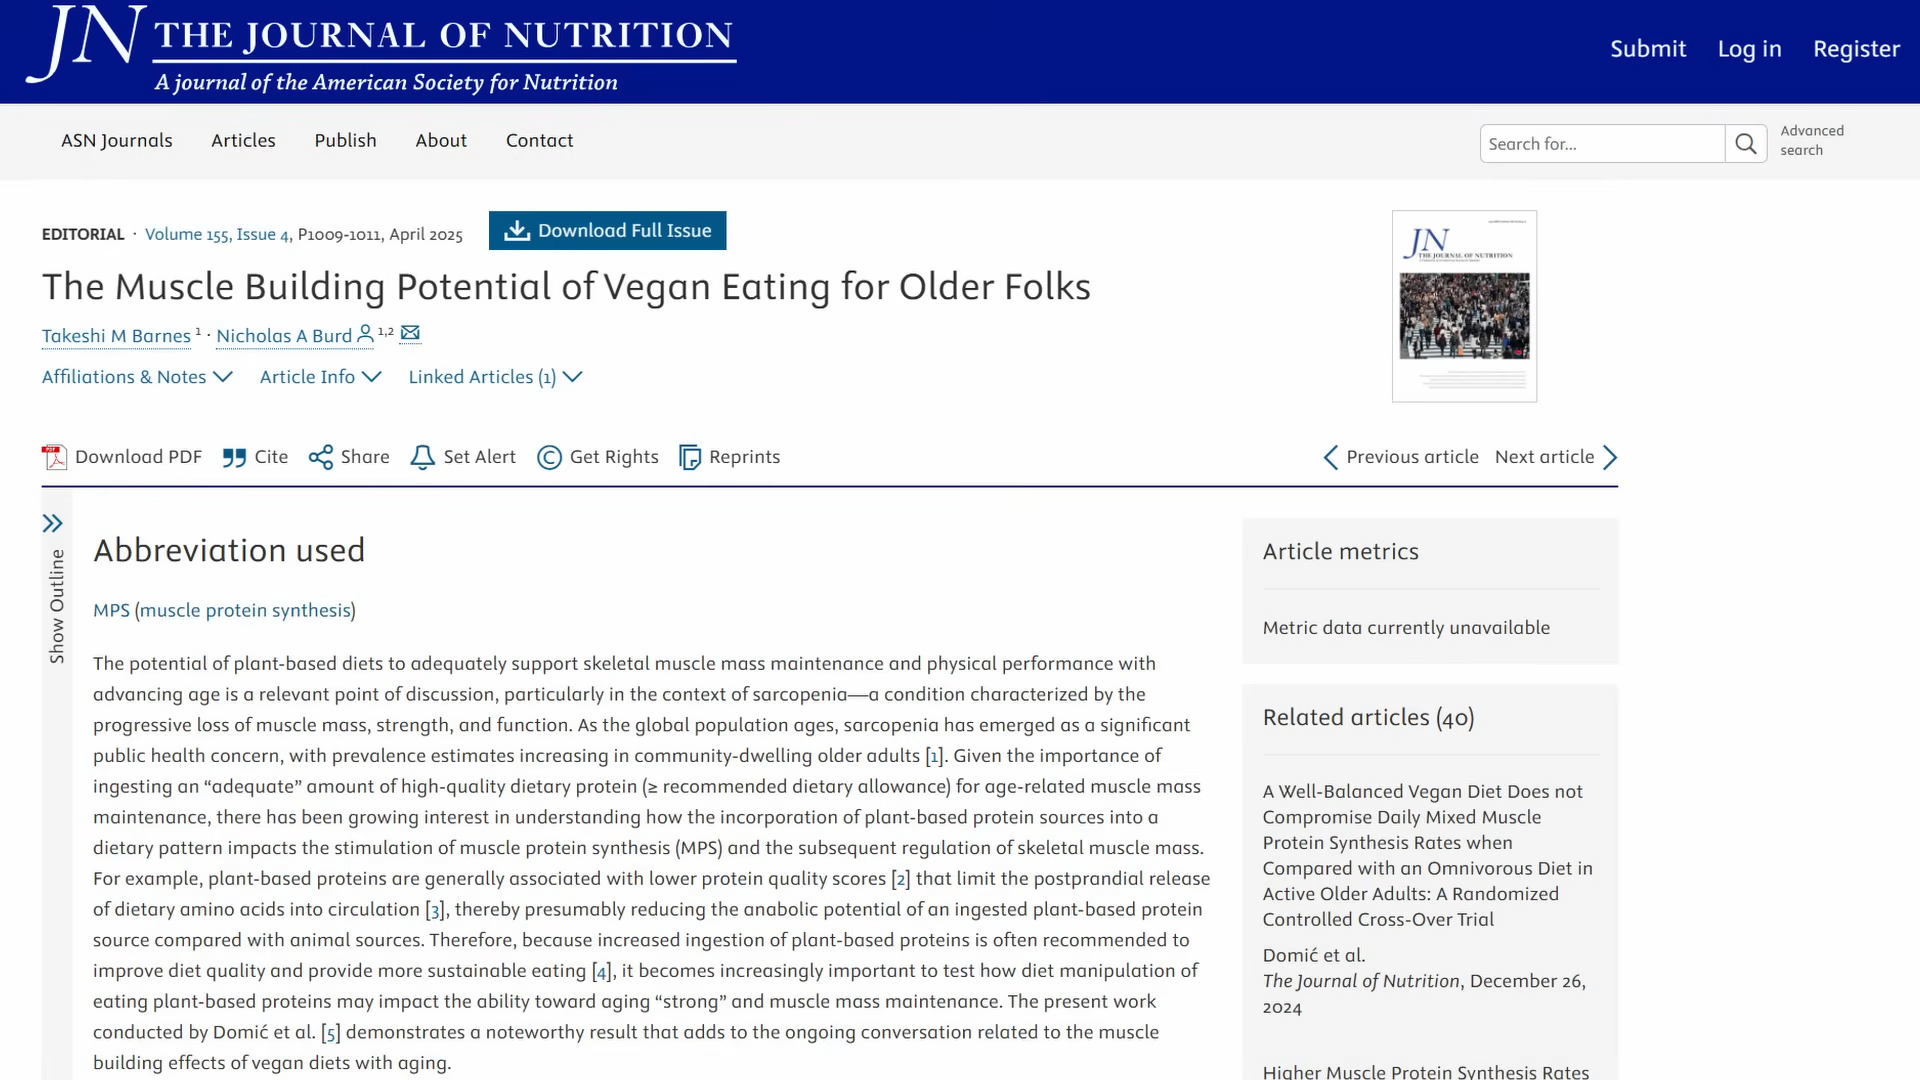 JN THE JOURNAL OF NUTRITION
A journal of the American Society for Nutrition
Submit Log in Register
ASN Journals Articles Publish About Contact
Search for...
Advanced
search
EDITORIAL · Volume 155, Issue 4, P1009-1011, April 2025
Download Full Issue
The Muscle Building Potential of Vegan Eating for Older Folks
Takeshi M Barnes 1 · Nicholas A Burd 1,2
Affiliations & Notes Article Info Linked Articles (1)
JN
THE JOURNAL OF NUTRITION
Download PDF Cite Share Set Alert Get Rights Reprints
Previous article Next article
Show Outline
Abbreviation used
MPS (muscle protein synthesis)
The potential of plant-based diets to adequately support skeletal muscle mass maintenance and physical performance with
advancing age is a relevant point of discussion, particularly in the context of sarcopenia—a condition characterized by the
progressive loss of muscle mass, strength, and function. As the global population ages, sarcopenia has emerged as a significant
public health concern, with prevalence estimates increasing in community-dwelling older adults [1]. Given the importance of
ingesting an “adequate” amount of high-quality dietary protein (≥ recommended dietary allowance) for age-related muscle mass
maintenance, there has been growing interest in understanding how the incorporation of plant-based protein sources into a
dietary pattern impacts the stimulation of muscle protein synthesis (MPS) and the subsequent regulation of skeletal muscle mass.
For example, plant-based proteins are generally associated with lower protein quality scores [2] that limit the postprandial release
of dietary amino acids into circulation [3], thereby presumably reducing the anabolic potential of an ingested plant-based protein
source compared with animal sources. Therefore, because increased ingestion of plant-based proteins is often recommended to
improve diet quality and provide more sustainable eating [4], it becomes increasingly important to test how diet manipulation of
eating plant-based proteins may impact the ability toward aging “strong” and muscle mass maintenance. The present work
conducted by Domić et al. [5] demonstrates a noteworthy result that adds to the ongoing conversation related to the muscle
building effects of vegan diets with aging.
Article metrics
Metric data currently unavailable
Related articles (40)
A Well-Balanced Vegan Diet Does not
Compromise Daily Mixed Muscle
Protein Synthesis Rates when
Compared with an Omnivorous Diet in
Active Older Adults: A Randomized
Controlled Cross-Over Trial
Domić et al.
The Journal of Nutrition, December 26,
2024
Higher Muscle Protein Synthesis Rates